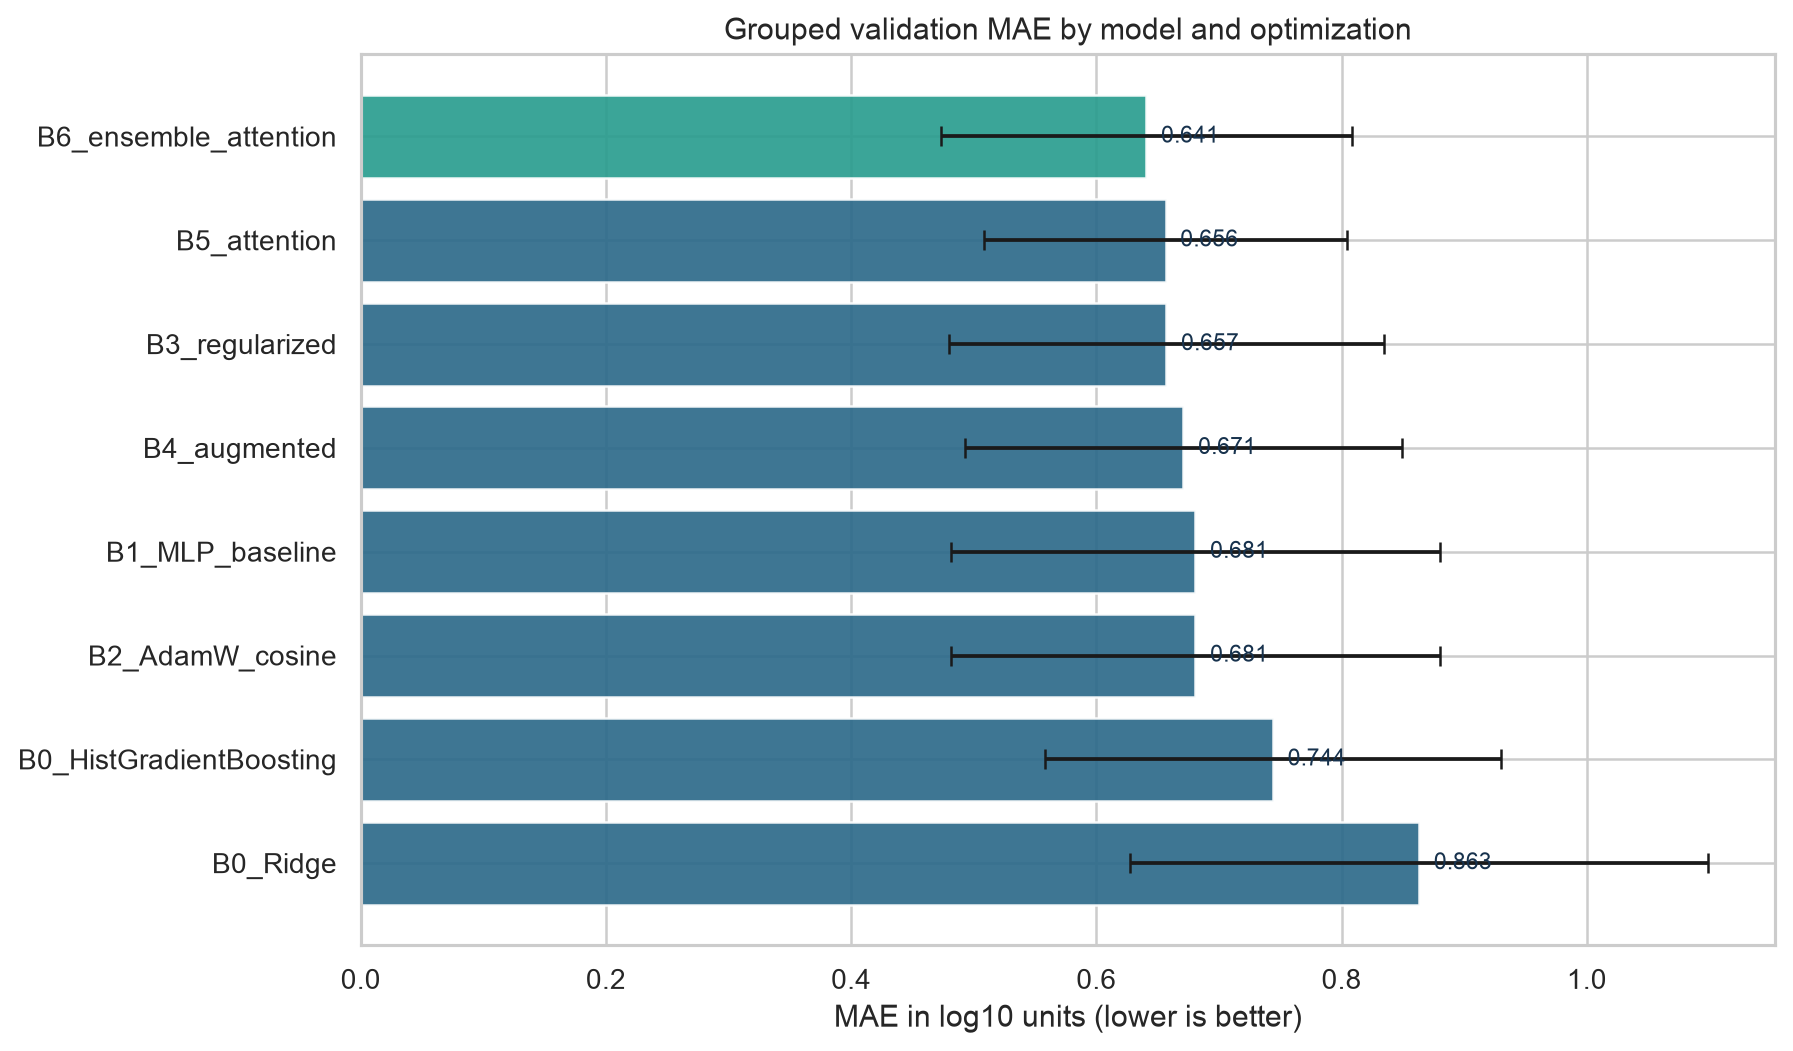 Grouped validation MAE by model and optimization
B6_ensemble_attention
0.641
B5_attention
0.656
B3_regularized
0.657
B4_augmented
0.671
B1_MLP_baseline
0.681
B2_AdamW_cosine
0.681
B0_HistGradientBoosting
0.744
B0_Ridge
0.863
0.0 0.2 0.4 0.6 0.8 1.0
MAE in log10 units (lower is better)